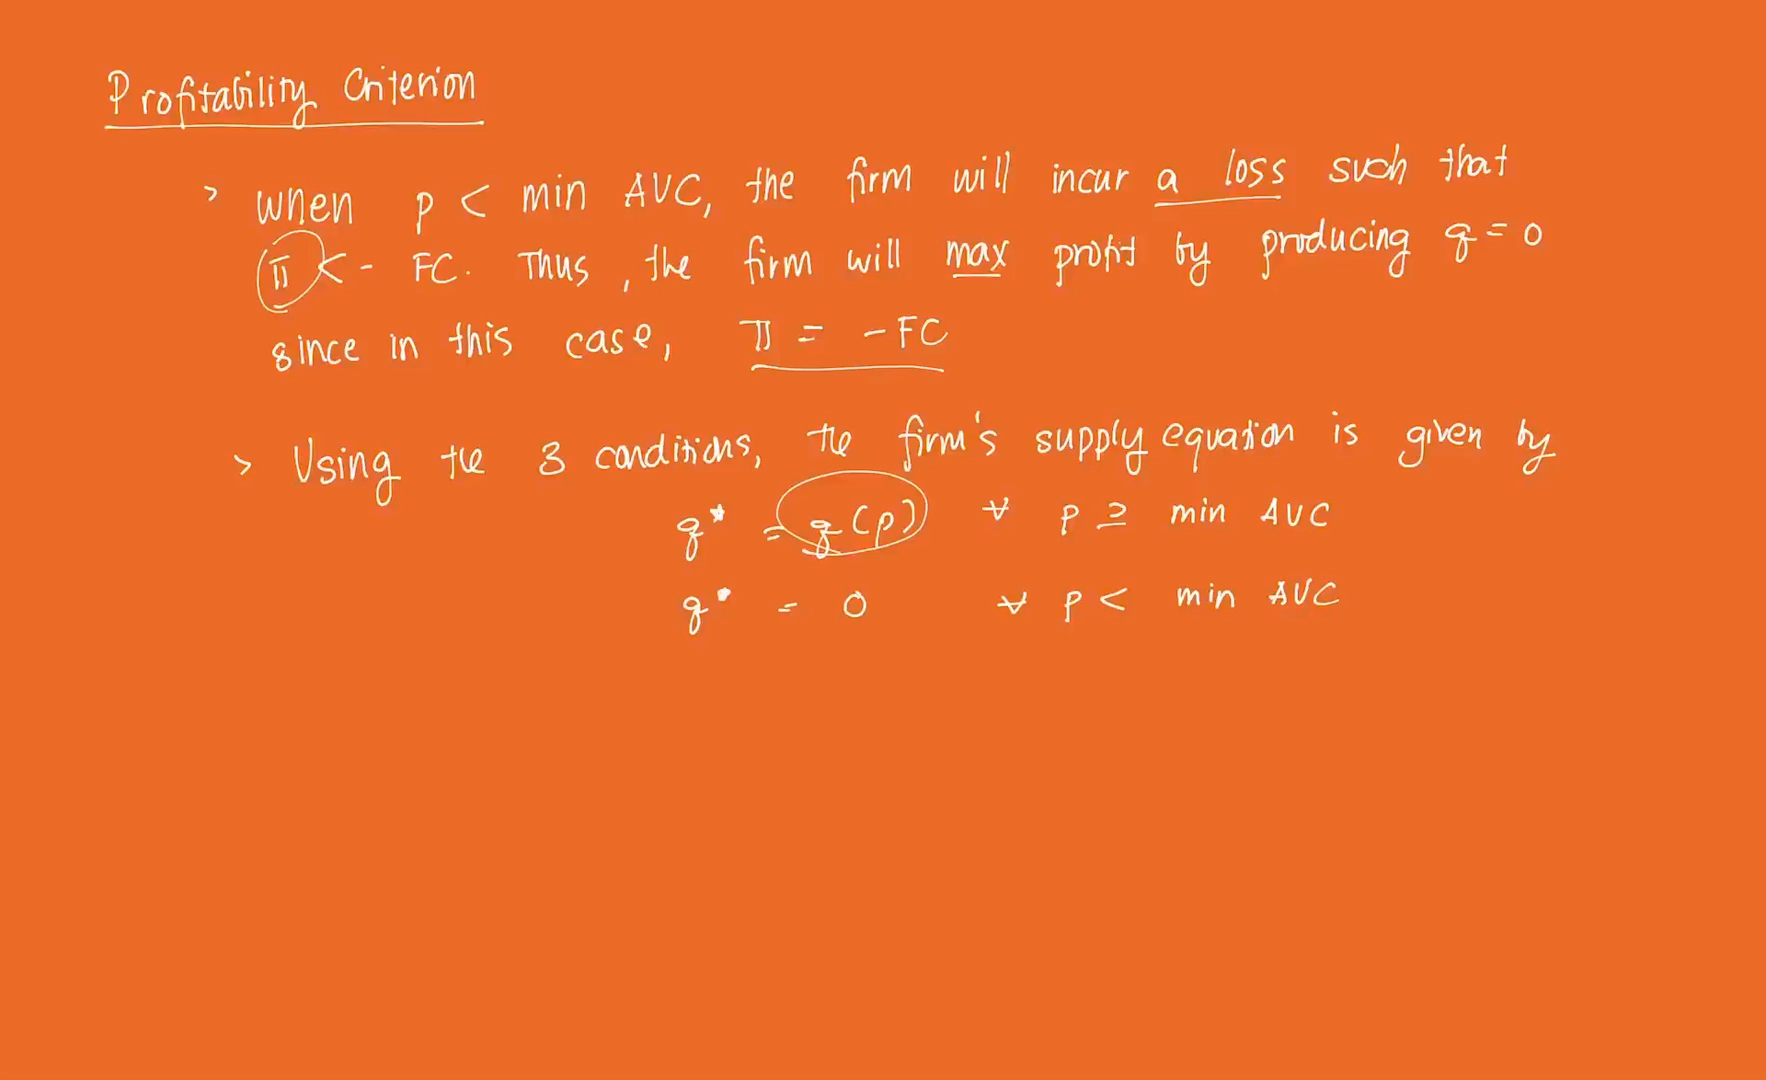 Profitability Criterion
> When p < min AVC, the firm will incur a loss such that
π < - FC. Thus, the firm will max profit by producing q = 0
since in this case, π = - FC
> Using the 3 conditions, the firm's supply equation is given by
q* = q(p) ∀ p ≥ min AVC
q* = 0 ∀ p < min AVC